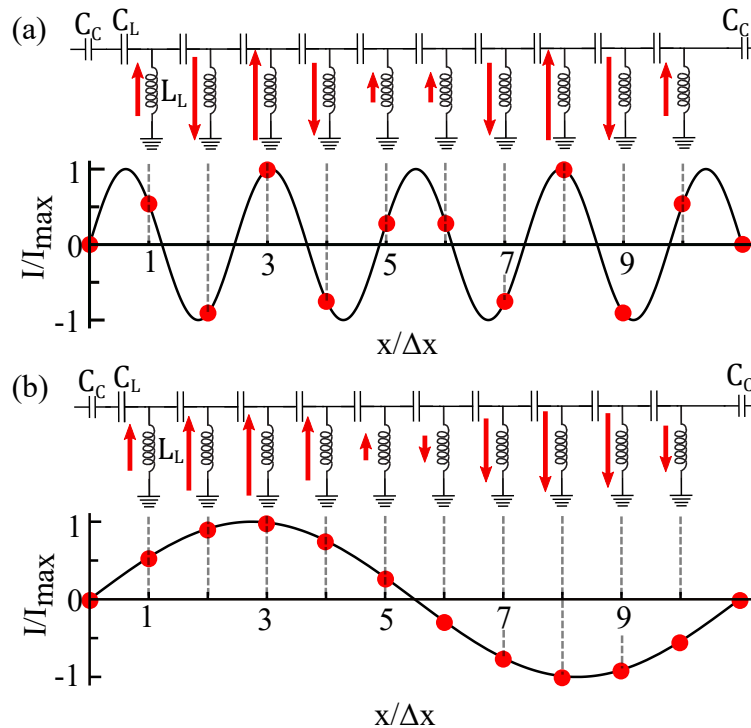 (a)
C_C C_L C_C
L_L
I/I_max
1
0
-1
1 3 5 7 9
x/Δx
(b)
C_C C_L C_C
L_L
I/I_max
1
0
-1
1 3 5 7 9
x/Δx